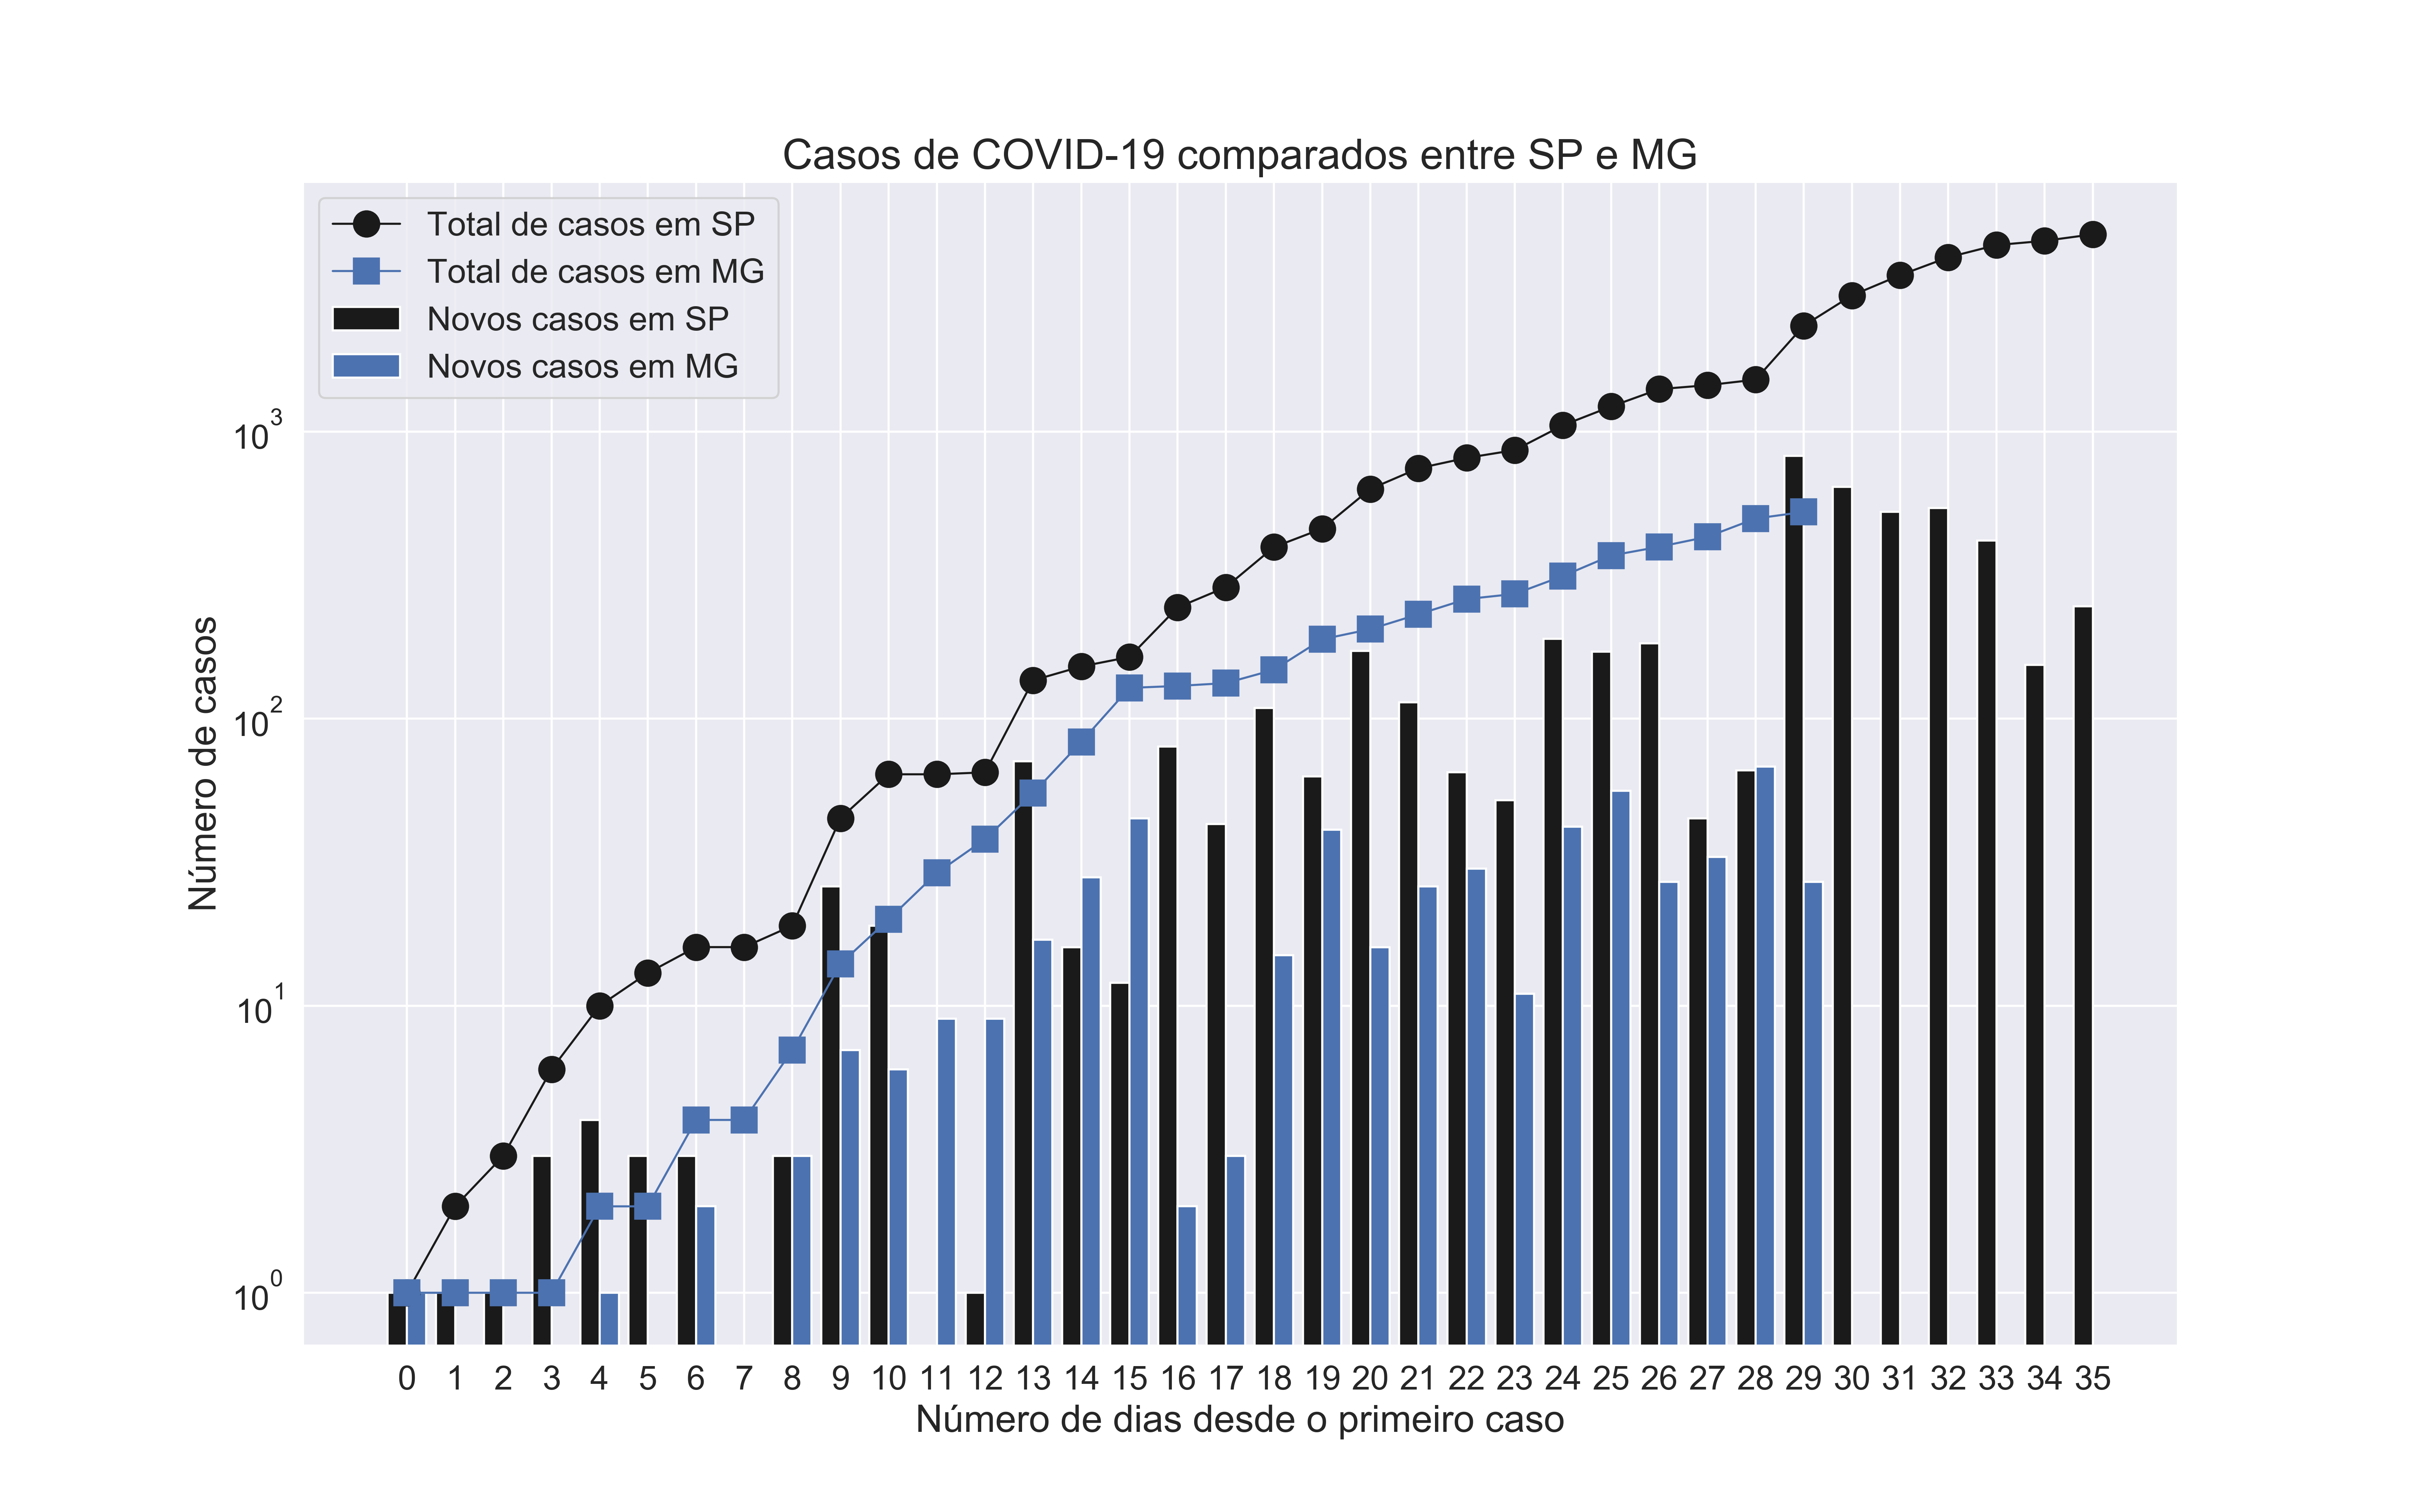 Casos de COVID-19 comparados entre SP e MG
Total de casos em SP
Total de casos em MG
Novos casos em SP
Novos casos em MG
10³
10²
10¹
10⁰
Número de casos
0 1 2 3 4 5 6 7 8 9 10 11 12 13 14 15 16 17 18 19 20 21 22 23 24 25 26 27 28 29 30 31 32 33 34 35
Número de dias desde o primeiro caso